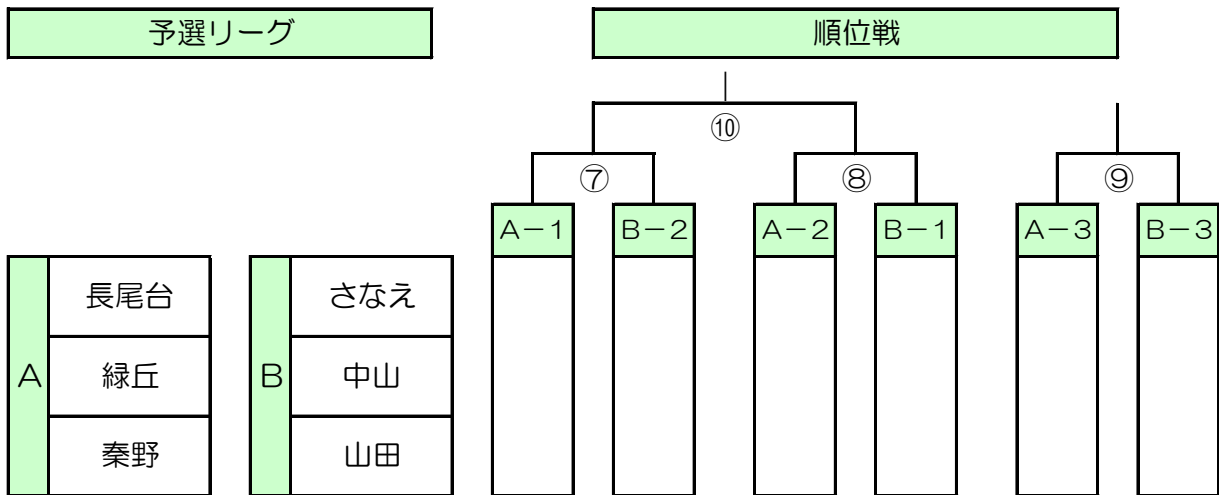 予選リーグ
順位戦
⑩
⑦
⑧
⑨
A－1
B－2
A－2
B－1
A－3
B－3
A
長尾台
緑丘
秦野
B
さなえ
中山
山田